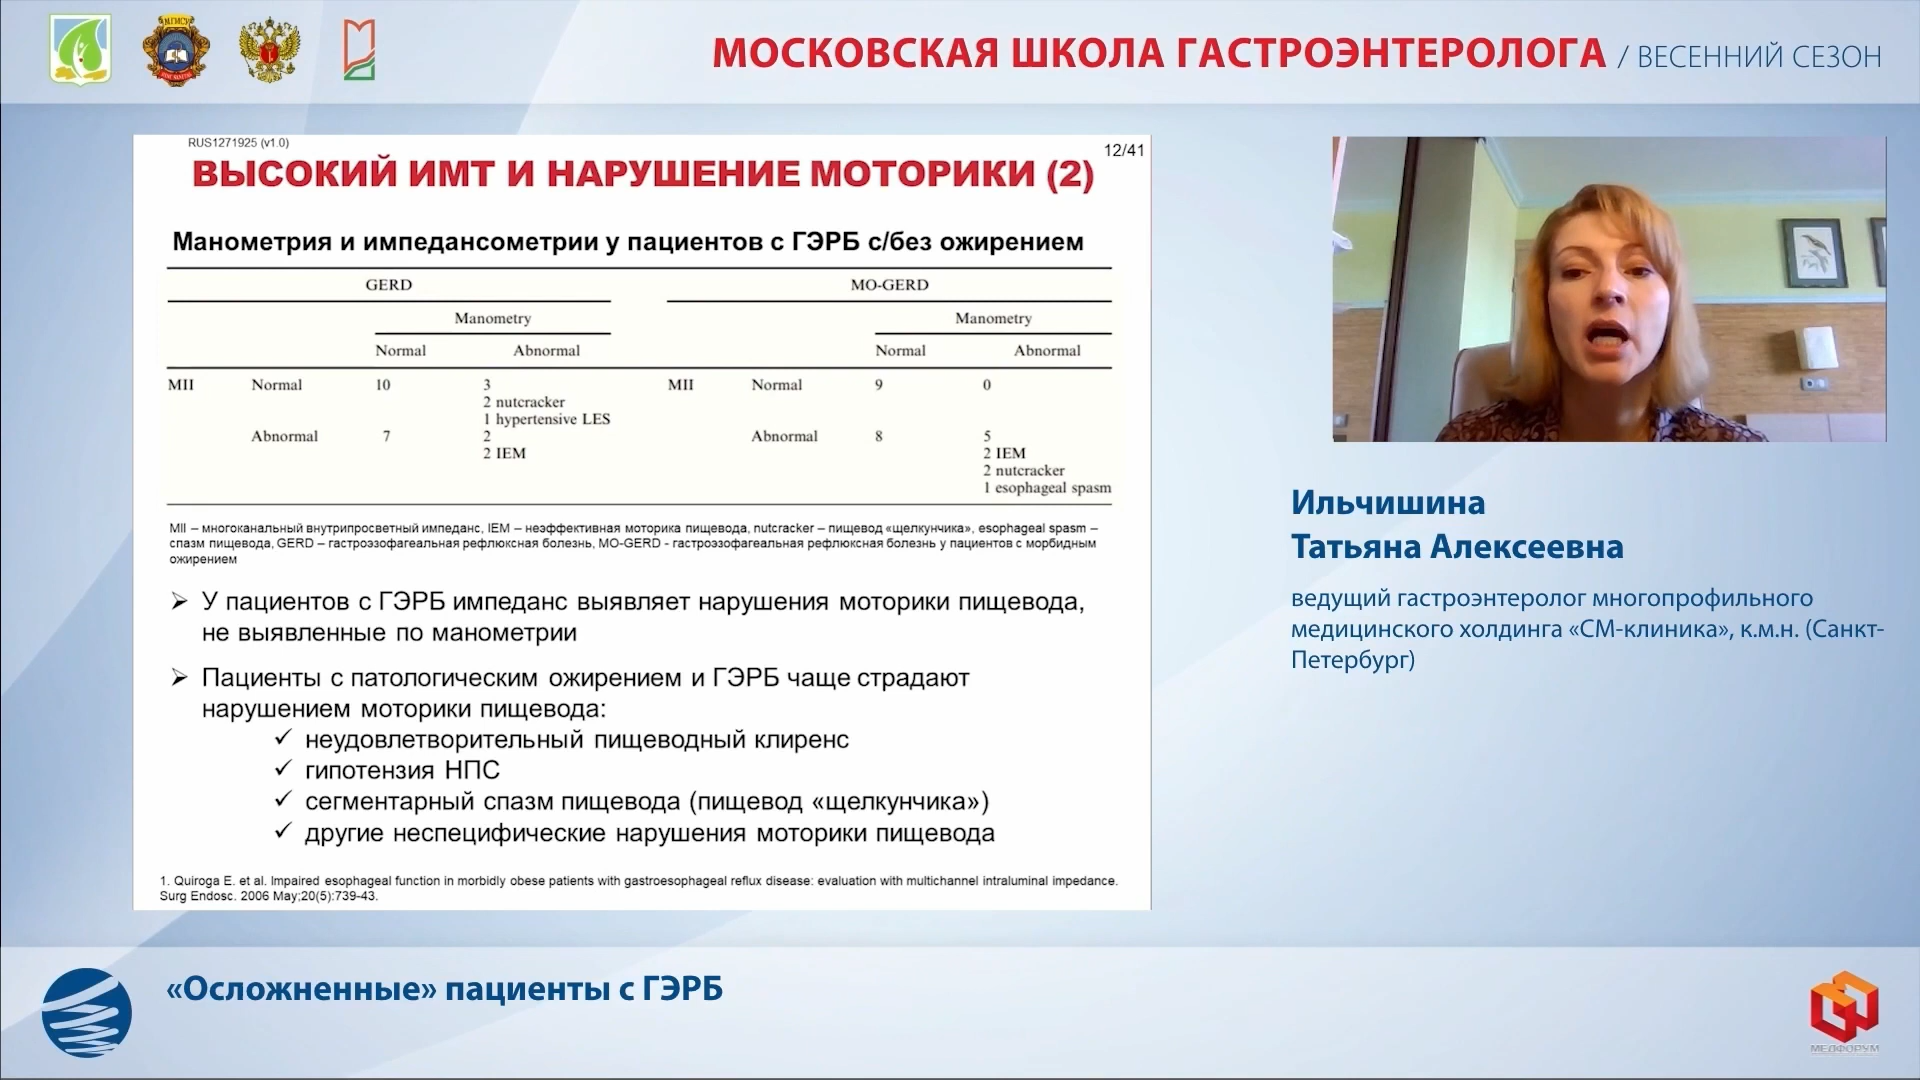 МОСКОВСКАЯ ШКОЛА ГАСТРОЭНТЕРОЛОГА / ВЕСЕННИЙ СЕЗОН
МГМСУ
RUS1271925 (v1.0)
12/41
ВЫСОКИЙ ИМТ И НАРУШЕНИЕ МОТОРИКИ (2)
Манометрия и импедансометрии у пациентов с ГЭРБ с/без ожирением
GERD MO-GERD
Manometry Manometry
Normal Abnormal Normal Abnormal
MII Normal 10 3 MII Normal 9 0
2 nutcracker
1 hypertensive LES
Abnormal 7 2 Abnormal 8 5
2 IEM 2 IEM
2 nutcracker
1 esophageal spasm
MII – многоканальный внутрипросветный импеданс, IEM – неэффективная моторика пищевода, nutcracker – пищевод «щелкунчика», esophageal spasm –
спазм пищевода, GERD – гастроэзофагеальная рефлюксная болезнь, MO-GERD - гастроэзофагеальная рефлюксная болезнь у пациентов с морбидным
ожирением
➢ У пациентов с ГЭРБ импеданс выявляет нарушения моторики пищевода,
не выявленные по манометрии
➢ Пациенты с патологическим ожирением и ГЭРБ чаще страдают
нарушением моторики пищевода:
✓ неудовлетворительный пищеводный клиренс
✓ гипотензия НПС
✓ сегментарный спазм пищевода (пищевод «щелкунчика»)
✓ другие неспецифические нарушения моторики пищевода
1. Quiroga E. et al. Impaired esophageal function in morbidly obese patients with gastroesophageal reflux disease: evaluation with multichannel intraluminal impedance.
Surg Endosc. 2006 May;20(5):739-43.
Ильчишина
Татьяна Алексеевна
ведущий гастроэнтеролог многопрофильного
медицинского холдинга «СМ-клиника», к.м.н. (Санкт-
Петербург)
«Осложненные» пациенты с ГЭРБ
МЕДФОРУМ